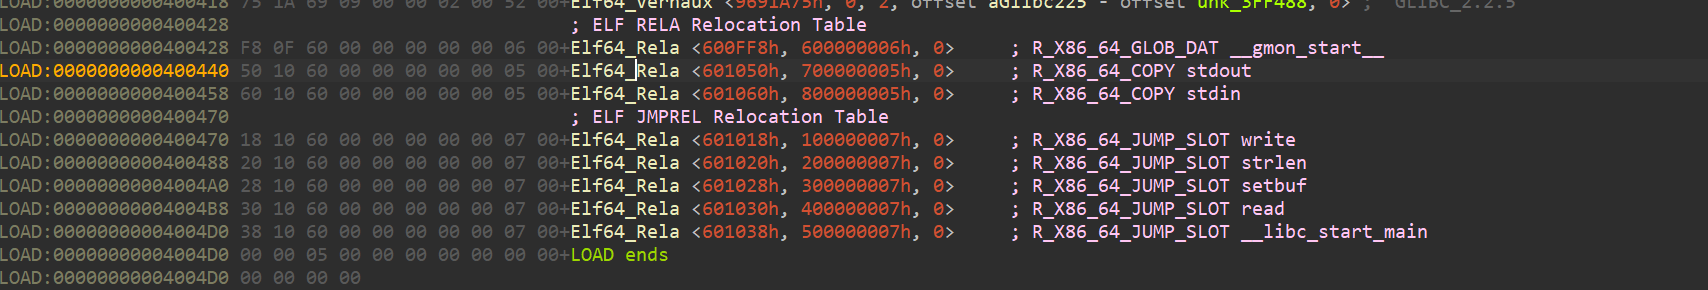 LOAD:0000000000400418 75 1A 69 09 00 00 02 00 52 00+Elf64_Vernaux <9691A75h, 0, 2, offset aGlibc225 - offset unk_3FF488, 0> ; "GLIBC_2.2.5"
LOAD:0000000000400428 ; ELF RELA Relocation Table
LOAD:0000000000400428 F8 0F 60 00 00 00 00 00 06 00+Elf64_Rela <600FF8h, 600000006h, 0> ; R_X86_64_GLOB_DAT __gmon_start__
LOAD:0000000000400440 50 10 60 00 00 00 00 00 05 00+Elf64_Rela <601050h, 700000005h, 0> ; R_X86_64_COPY stdout
LOAD:0000000000400458 60 10 60 00 00 00 00 00 05 00+Elf64_Rela <601060h, 800000005h, 0> ; R_X86_64_COPY stdin
LOAD:0000000000400470 ; ELF JMPREL Relocation Table
LOAD:0000000000400470 18 10 60 00 00 00 00 00 07 00+Elf64_Rela <601018h, 100000007h, 0> ; R_X86_64_JUMP_SLOT write
LOAD:0000000000400488 20 10 60 00 00 00 00 00 07 00+Elf64_Rela <601020h, 200000007h, 0> ; R_X86_64_JUMP_SLOT strlen
LOAD:00000000004004A0 28 10 60 00 00 00 00 00 07 00+Elf64_Rela <601028h, 300000007h, 0> ; R_X86_64_JUMP_SLOT setbuf
LOAD:00000000004004B8 30 10 60 00 00 00 00 00 07 00+Elf64_Rela <601030h, 400000007h, 0> ; R_X86_64_JUMP_SLOT read
LOAD:00000000004004D0 38 10 60 00 00 00 00 00 07 00+Elf64_Rela <601038h, 500000007h, 0> ; R_X86_64_JUMP_SLOT __libc_start_main
LOAD:00000000004004D0 00 00 05 00 00 00 00 00 00 00+LOAD ends
LOAD:00000000004004D0 00 00 00 00